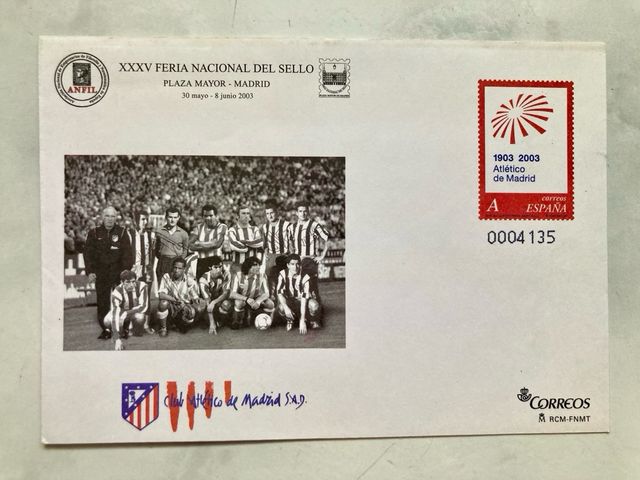 ANFIL
XXXV FERIA NACIONAL DEL SELLO
PLAZA MAYOR - MADRID
30 mayo - 8 junio 2003
1903 2003
Atlético
de Madrid
A
correos
ESPAÑA
0004135
Club Atlético de Madrid S.A.D.
CORREOS
RCM-FNMT